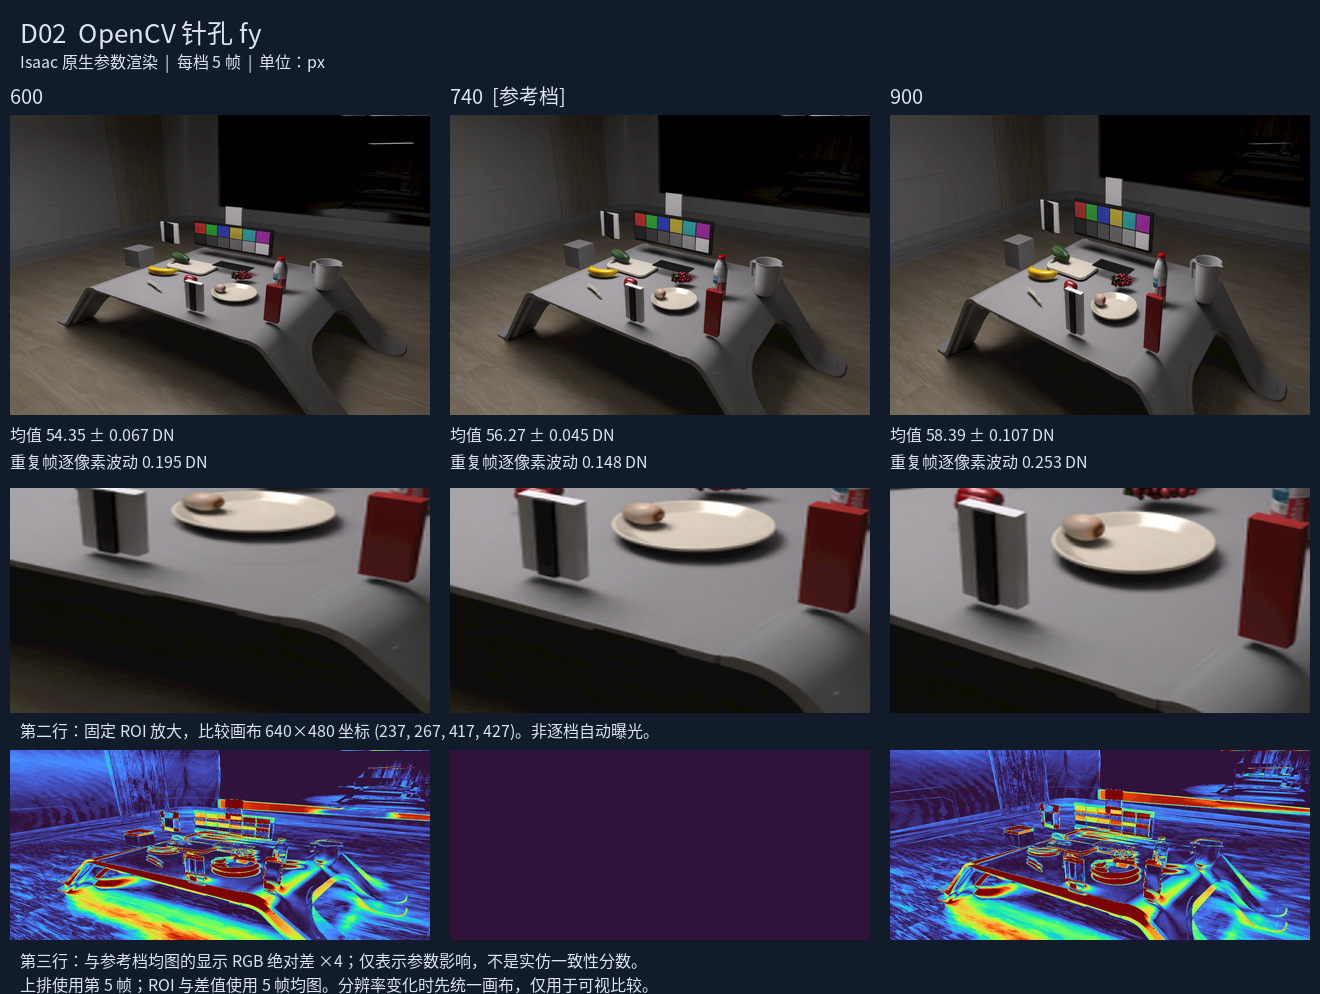 D02 OpenCV 针孔 fy
Isaac 原生参数渲染 | 每档 5 帧 | 单位：px
600
740 [参考档]
900
均值 54.35 ± 0.067 DN
重复帧逐像素波动 0.195 DN
均值 56.27 ± 0.045 DN
重复帧逐像素波动 0.148 DN
均值 58.39 ± 0.107 DN
重复帧逐像素波动 0.253 DN
第二行：固定 ROI 放大，比较画布 640×480 坐标 (237, 267, 417, 427)。非逐档自动曝光。
第三行：与参考档均图的显示 RGB 绝对差 ×4；仅表示参数影响，不是实仿一致性分数。
上排使用第 5 帧；ROI 与差值使用 5 帧均图。分辨率变化时先统一画布，仅用于可视比较。